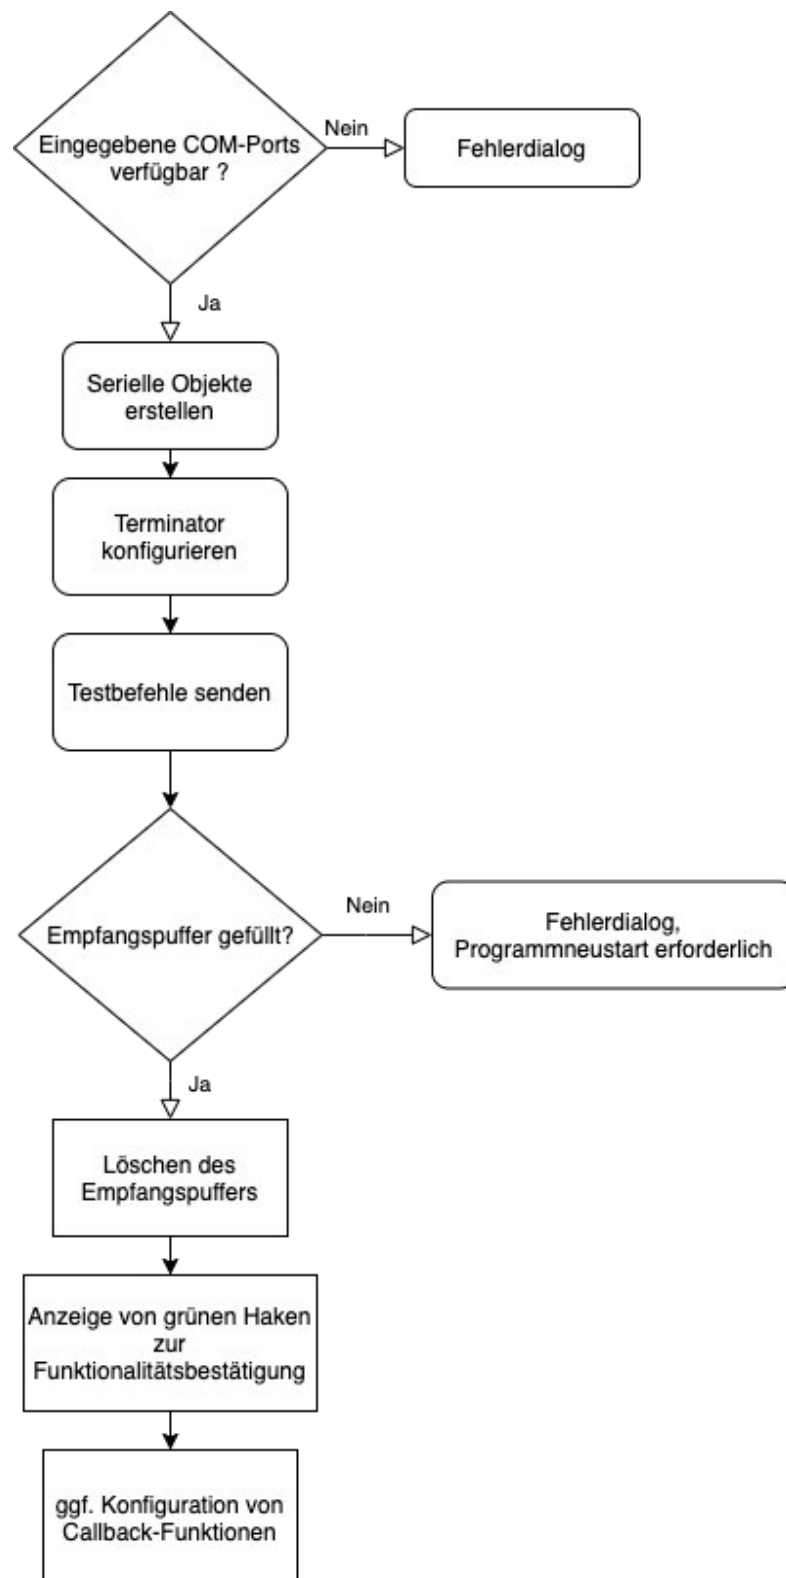 Eingegebene COM-Ports
verfügbar ?
Nein
Fehlerdialog
Ja
Serielle Objekte
erstellen
Terminator
konfigurieren
Testbefehle senden
Empfangspuffer gefüllt?
Nein
Fehlerdialog,
Programmneustart erforderlich
Ja
Löschen des
Empfangspuffers
Anzeige von grünen Haken
zur
Funktionalitätsbestätigung
ggf. Konfiguration von
Callback-Funktionen